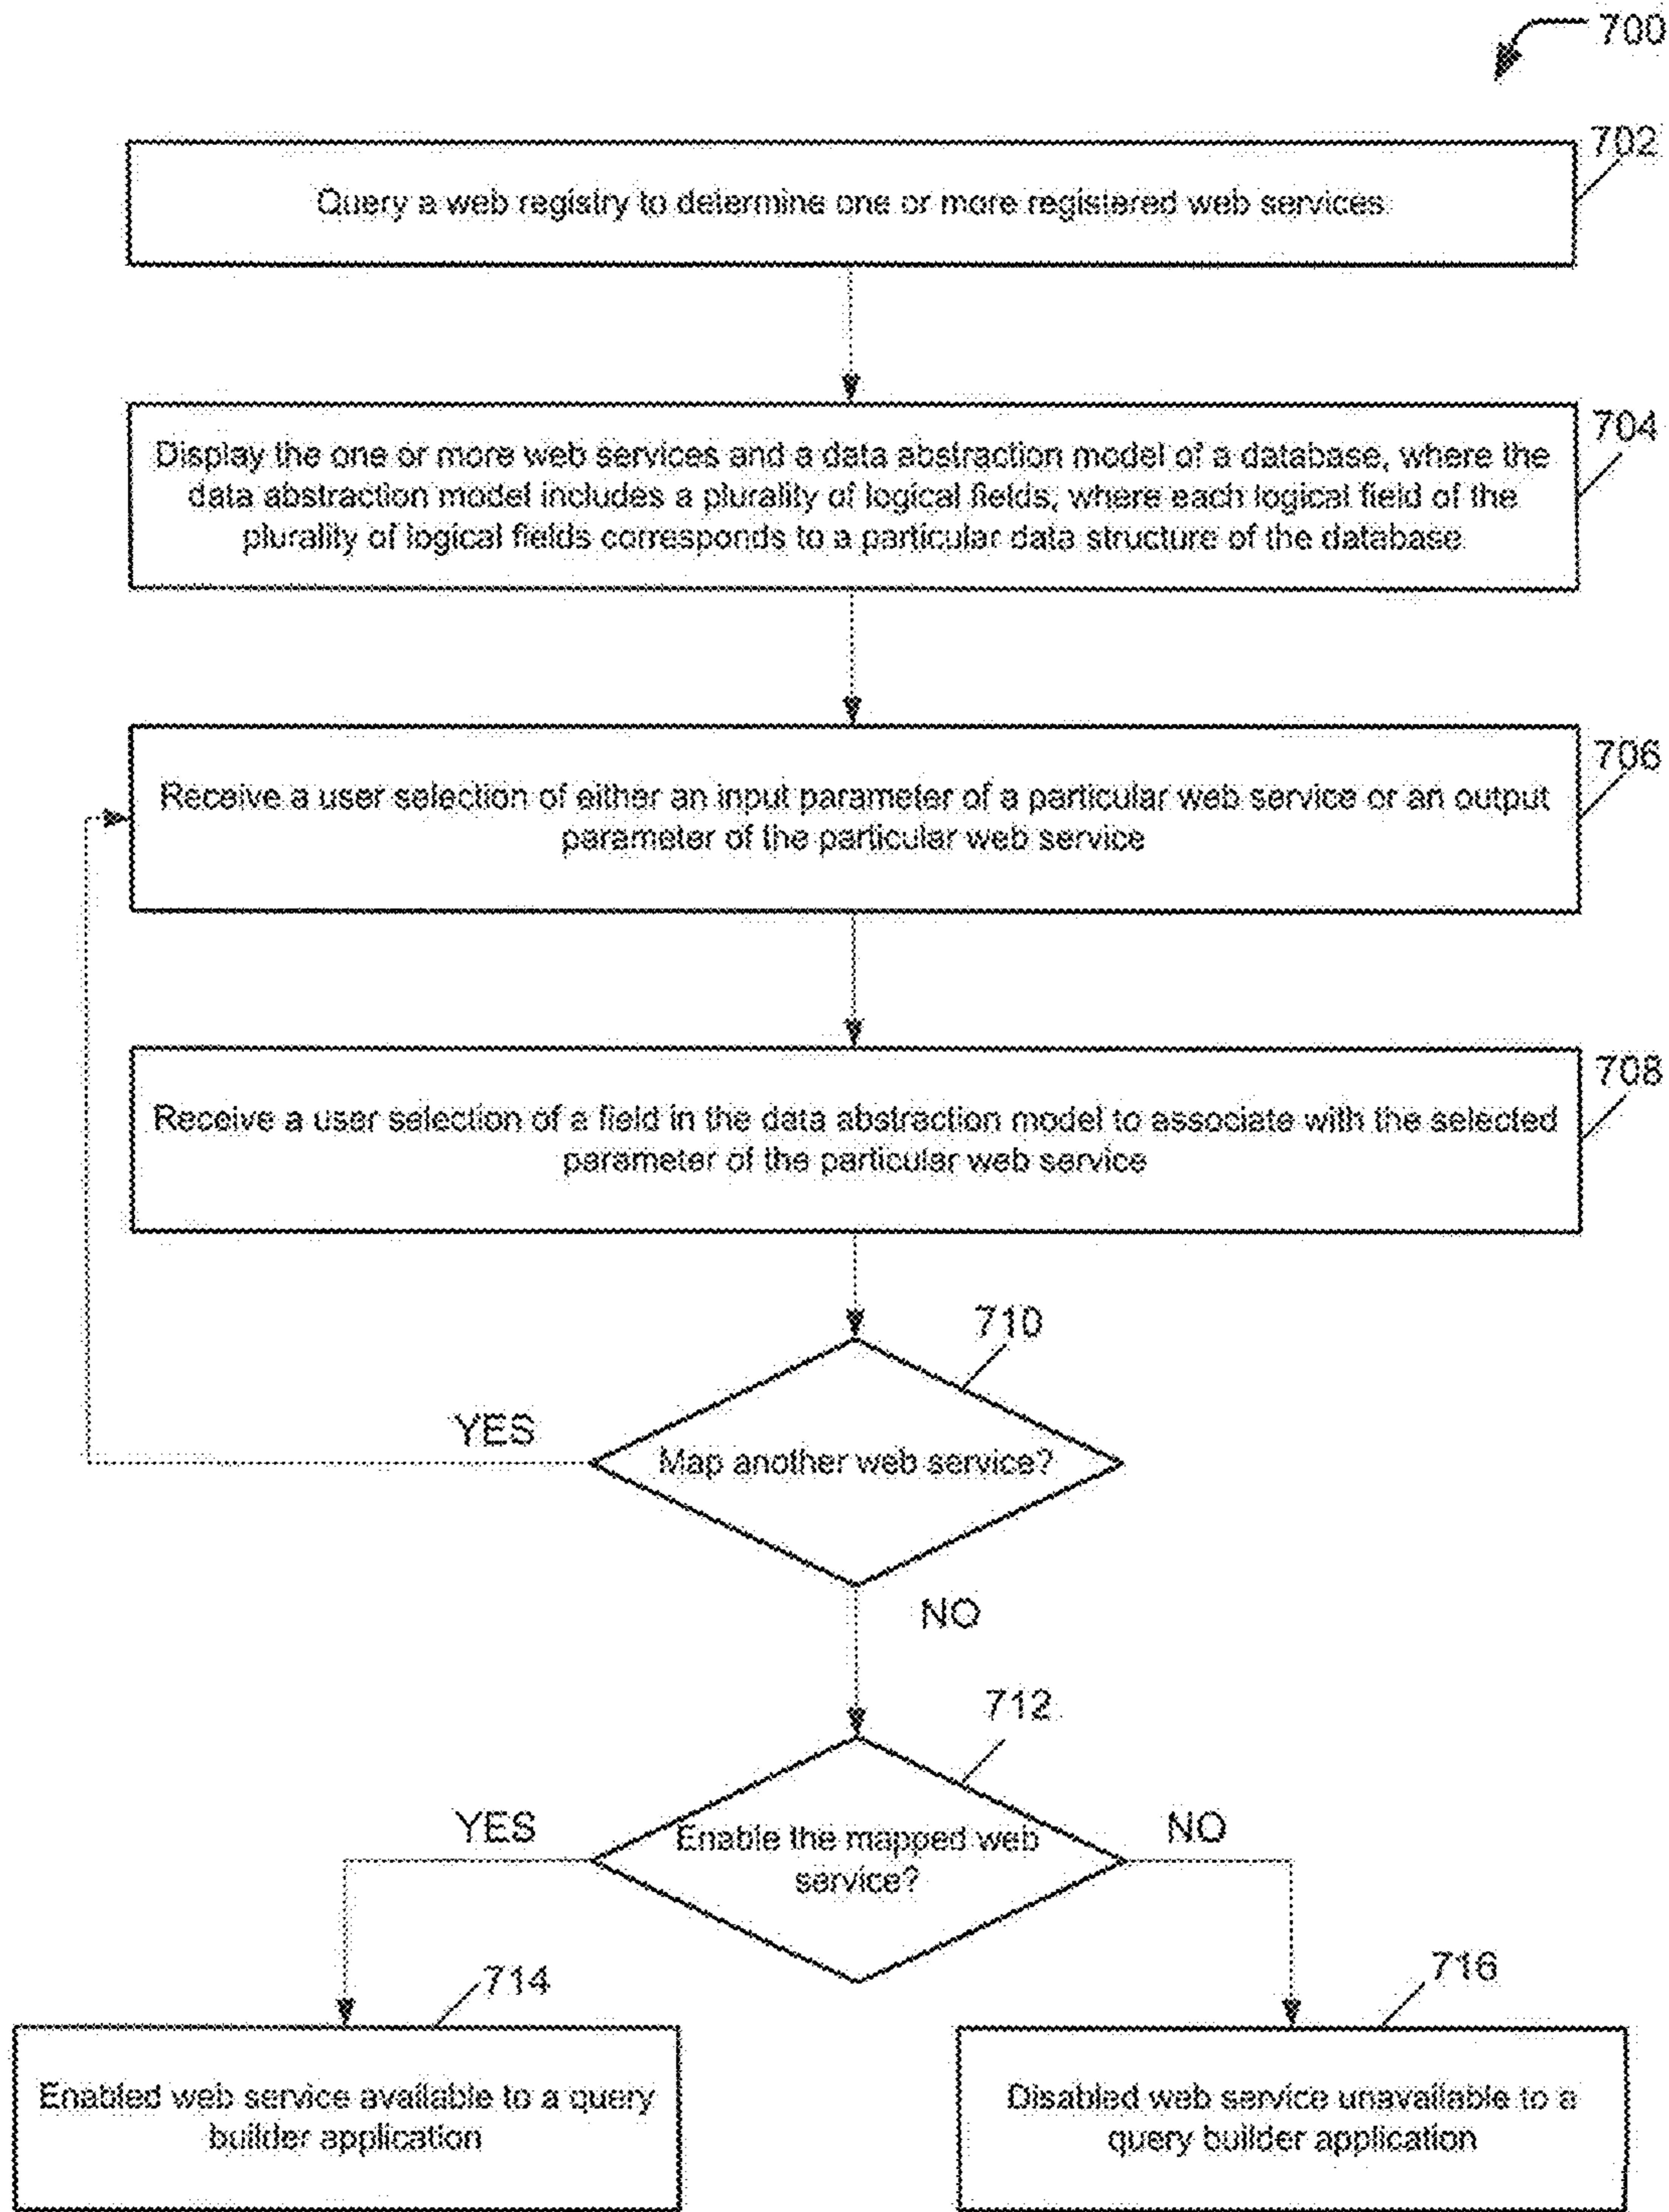 700
702
Query a web registry to determine one or more registered web services
704
Display the one or more web services and a data abstraction model of a database, where the
data abstraction model includes a plurality of logical fields, where each logical field of the
plurality of logical fields corresponds to a particular data structure of the database
706
Receive a user selection of either an input parameter of a particular web service or an output
parameter of the particular web service
708
Receive a user selection of a field in the data abstraction model to associate with the selected
parameter of the particular web service
710
YES
Map another web service?
NO
712
YES
NO
Enable the mapped web
service?
714
716
Enabled web service available to a query
builder application
Disabled web service unavailable to a
query builder application